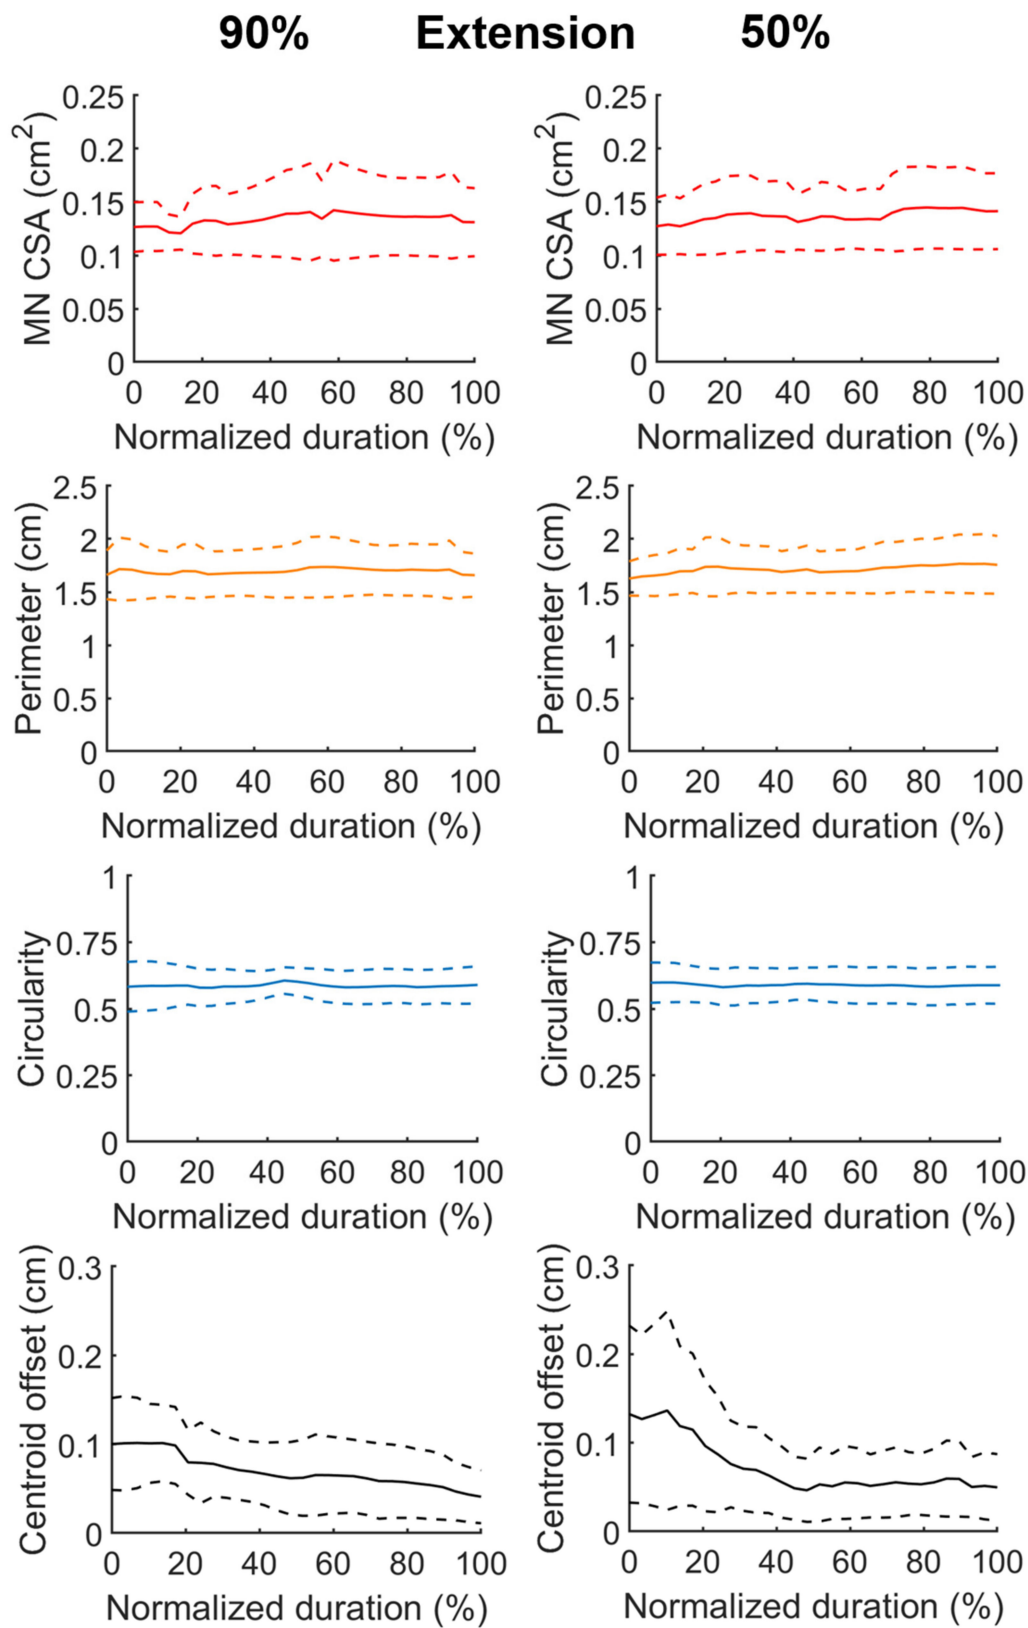 90% Extension 50%
MN CSA (cm2)
0.25
0.2
0.15
0.1
0.05
0
0 20 40 60 80 100
Normalized duration (%)
MN CSA (cm2)
0.25
0.2
0.15
0.1
0.05
0
0 20 40 60 80 100
Normalized duration (%)
Perimeter (cm)
2.5
2
1.5
1
0.5
0
0 20 40 60 80 100
Normalized duration (%)
Perimeter (cm)
2.5
2
1.5
1
0.5
0
0 20 40 60 80 100
Normalized duration (%)
Circularity
1
0.75
0.5
0.25
0
0 20 40 60 80 100
Normalized duration (%)
Circularity
1
0.75
0.5
0.25
0
0 20 40 60 80 100
Normalized duration (%)
Centroid offset (cm)
0.3
0.2
0.1
0
0 20 40 60 80 100
Normalized duration (%)
Centroid offset (cm)
0.3
0.2
0.1
0
0 20 40 60 80 100
Normalized duration (%)